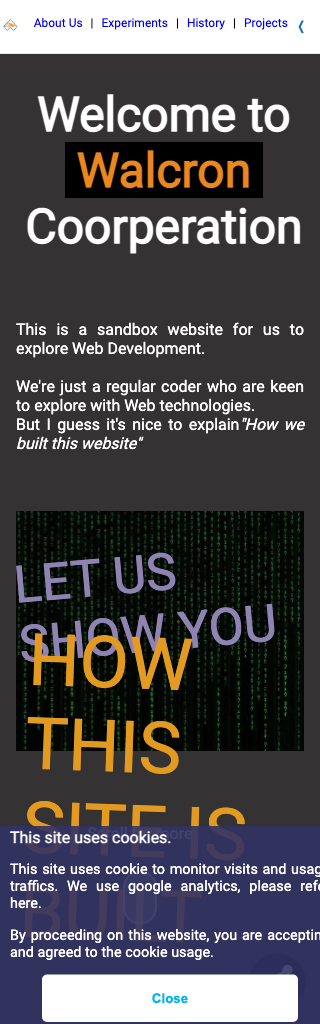 About Us | Experiments | History | Projects ❮
Welcome to
Walcron
Coorperation
This is a sandbox website for us to
explore Web Development.
We're just a regular coder who are keen
to explore with Web technologies.
But I guess it's nice to explain "How we
built this website"
LET US
SHOW YOU
HOW
THIS
SITE IS
BUILT
This site uses cookies.
This site uses cookie to monitor visits and usag
traffics. We use google analytics, please refe
here.
By proceeding on this website, you are acceptin
and agreed to the cookie usage.
Close